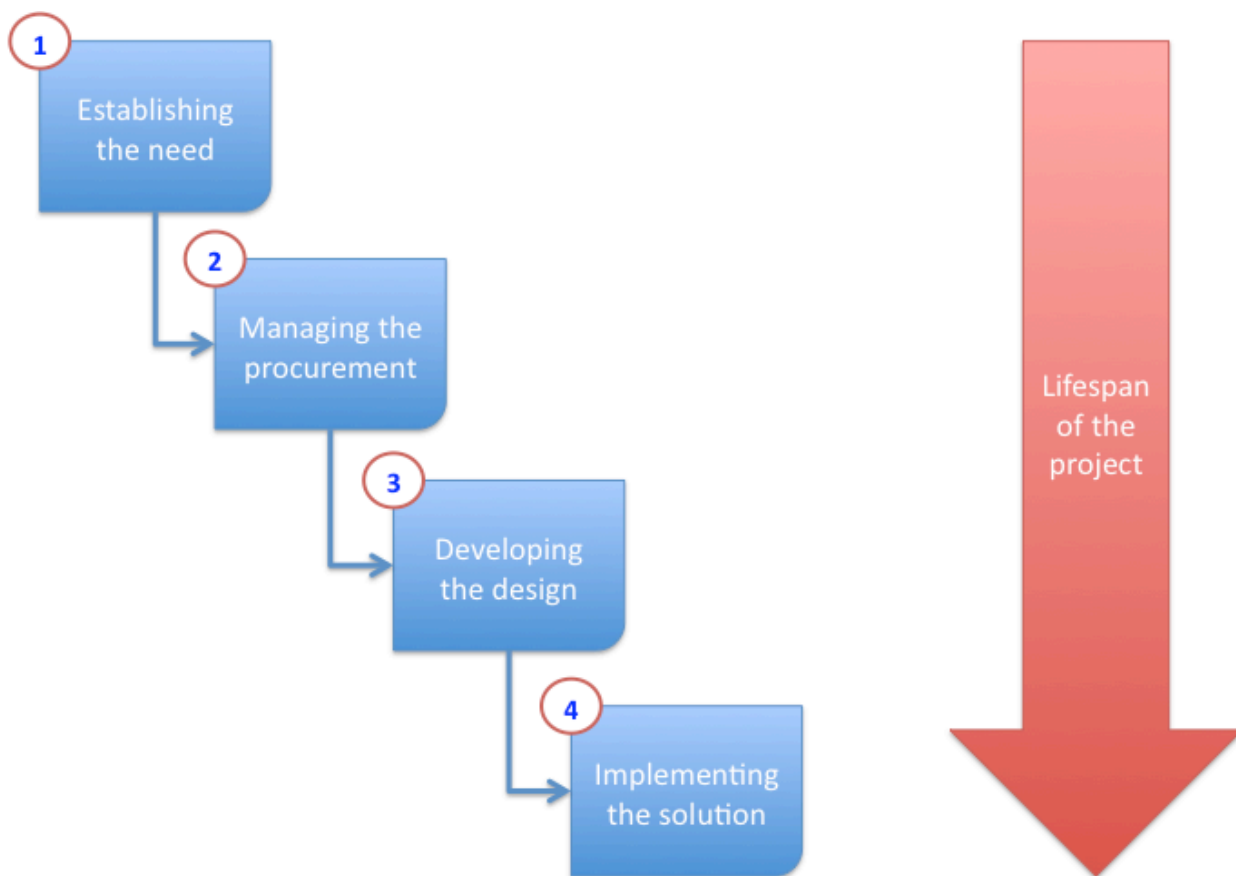 1
Establishing
the need
2
Managing the
procurement
3
Developing
the design
4
Implementing
the solution
Lifespan
of the
project